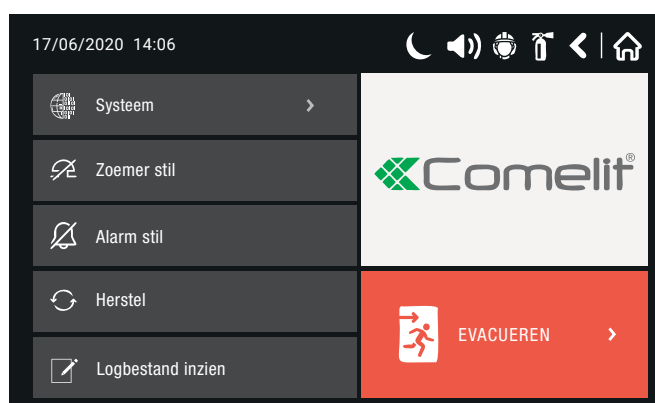 17/06/2020 14:06
Systeem
Zoemer stil
Alarm stil
Herstel
Logbestand inzien
Comelit®
EVACUEREN